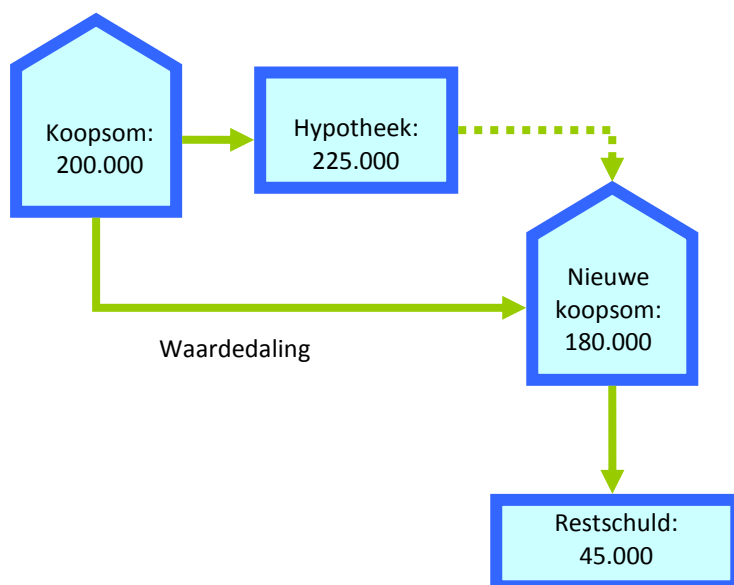 Koopsom:
200.000
Hypotheek:
225.000
Nieuwe
koopsom:
180.000
Waardedaling
Restschuld:
45.000